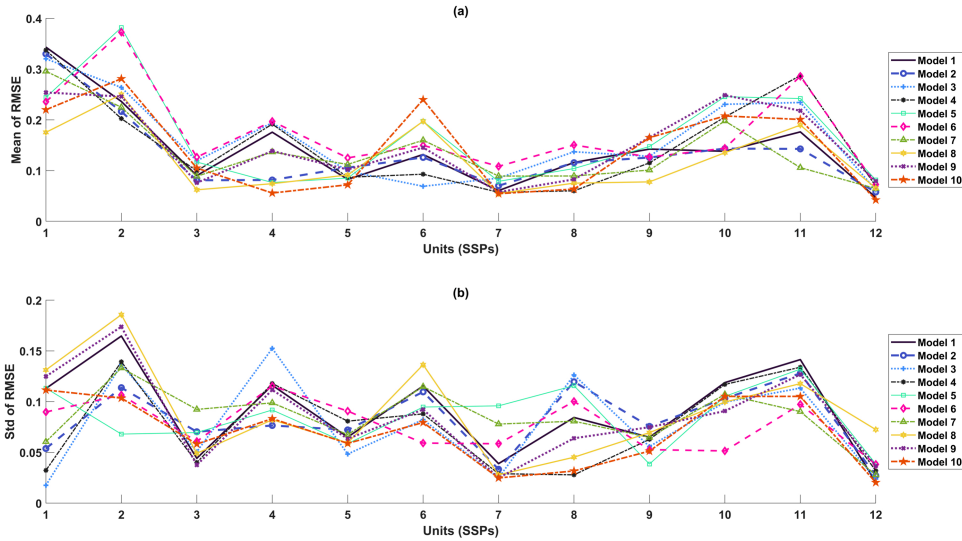 (a)
0.4
0.3
0.2
0.1
0
Mean of RMSE
1 2 3 4 5 6 7 8 9 10 11 12
Units (SSPs)
Model 1
Model 2
Model 3
Model 4
Model 5
Model 6
Model 7
Model 8
Model 9
Model 10
(b)
0.2
0.15
0.1
0.05
0
Std of RMSE
1 2 3 4 5 6 7 8 9 10 11 12
Units (SSPs)
Model 1
Model 2
Model 3
Model 4
Model 5
Model 6
Model 7
Model 8
Model 9
Model 10